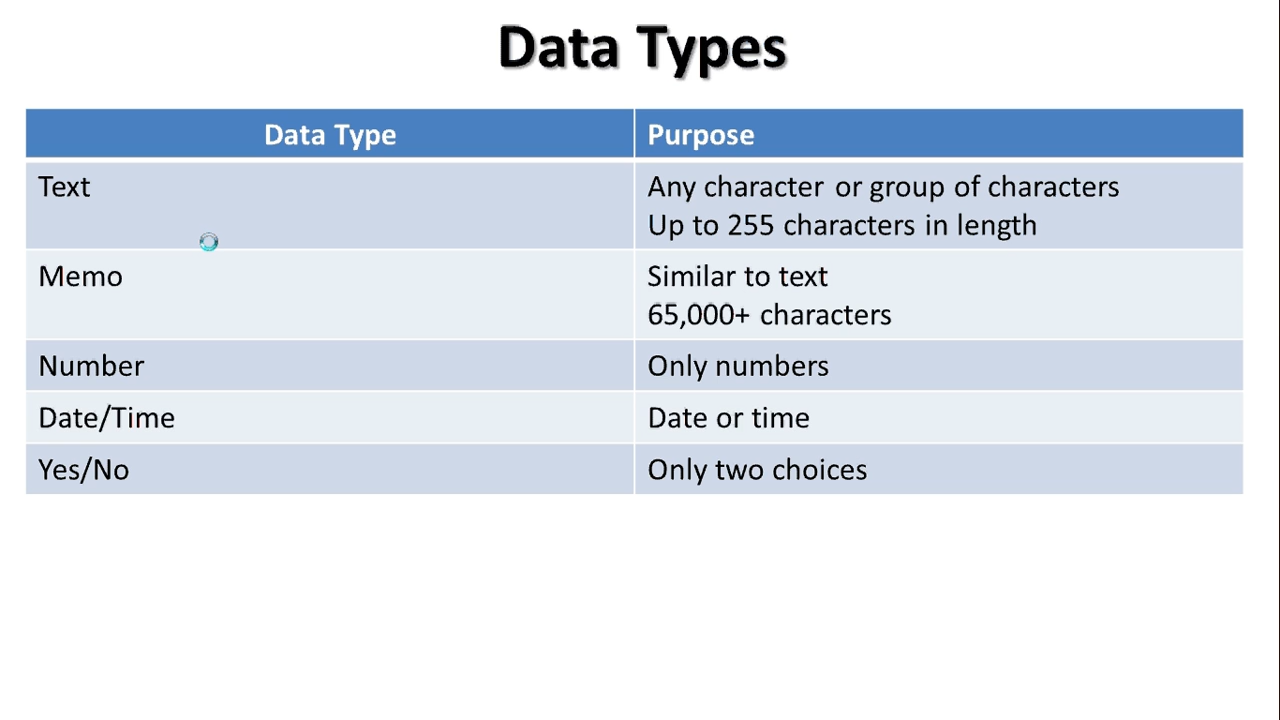 Data Types
Data Type
Purpose
Text
Any character or group of characters
Up to 255 characters in length
Memo
Similar to text
65,000+ characters
Number
Only numbers
Date/Time
Date or time
Yes/No
Only two choices